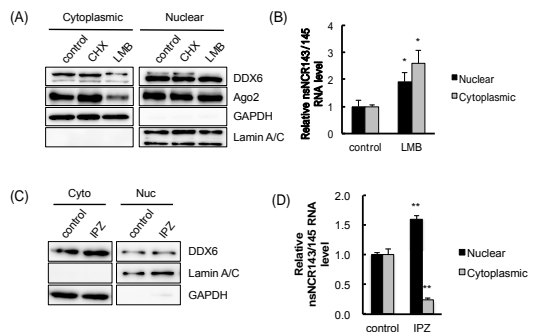 (A)
Cytoplasmic
Nuclear
control
CHX
LMB
control
CHX
LMB
DDX6
Ago2
GAPDH
Lamin A/C
(B)
Relative nsNCR143/145
RNA level
4
3
2
1
0
*
*
control
LMB
Nuclear
Cytoplasmic
(C)
Cyto
Nuc
control
IPZ
control
IPZ
DDX6
Lamin A/C
GAPDH
(D)
Relative
nsNCR143/145 RNA
level
2.0
1.5
1.0
0.5
0.0
**
**
control
IPZ
Nuclear
Cytoplasmic